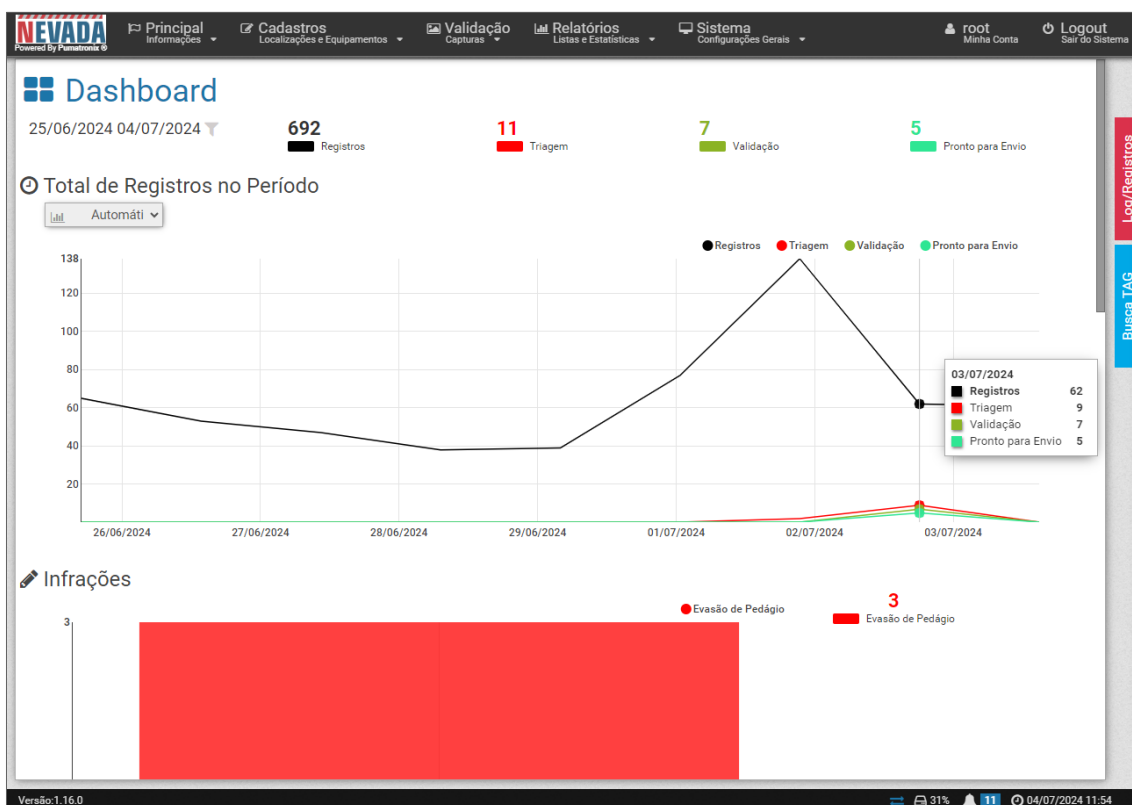 NEVADA
Powered By Pumatronix ®
Principal
Informações
Cadastros
Localizações e Equipamentos
Validação
Capturas
Relatórios
Listas e Estatísticas
Sistema
Configurações Gerais
root
Minha Conta
Logout
Sair do Sistema
Dashboard
25/06/2024 04/07/2024
692
Registros
11
Triagem
7
Validação
5
Pronto para Envio
Log/Registros
Busca TAG
Total de Registros no Período
Automáti
Registros Triagem Validação Pronto para Envio
138
120
100
80
60
40
20
03/07/2024
Registros 62
Triagem 9
Validação 7
Pronto para Envio 5
26/06/2024 27/06/2024 28/06/2024 29/06/2024 01/07/2024 02/07/2024 03/07/2024
Infrações
Evasão de Pedágio
3
Evasão de Pedágio
3
Versão:1.16.0
31% 11 04/07/2024 11:54